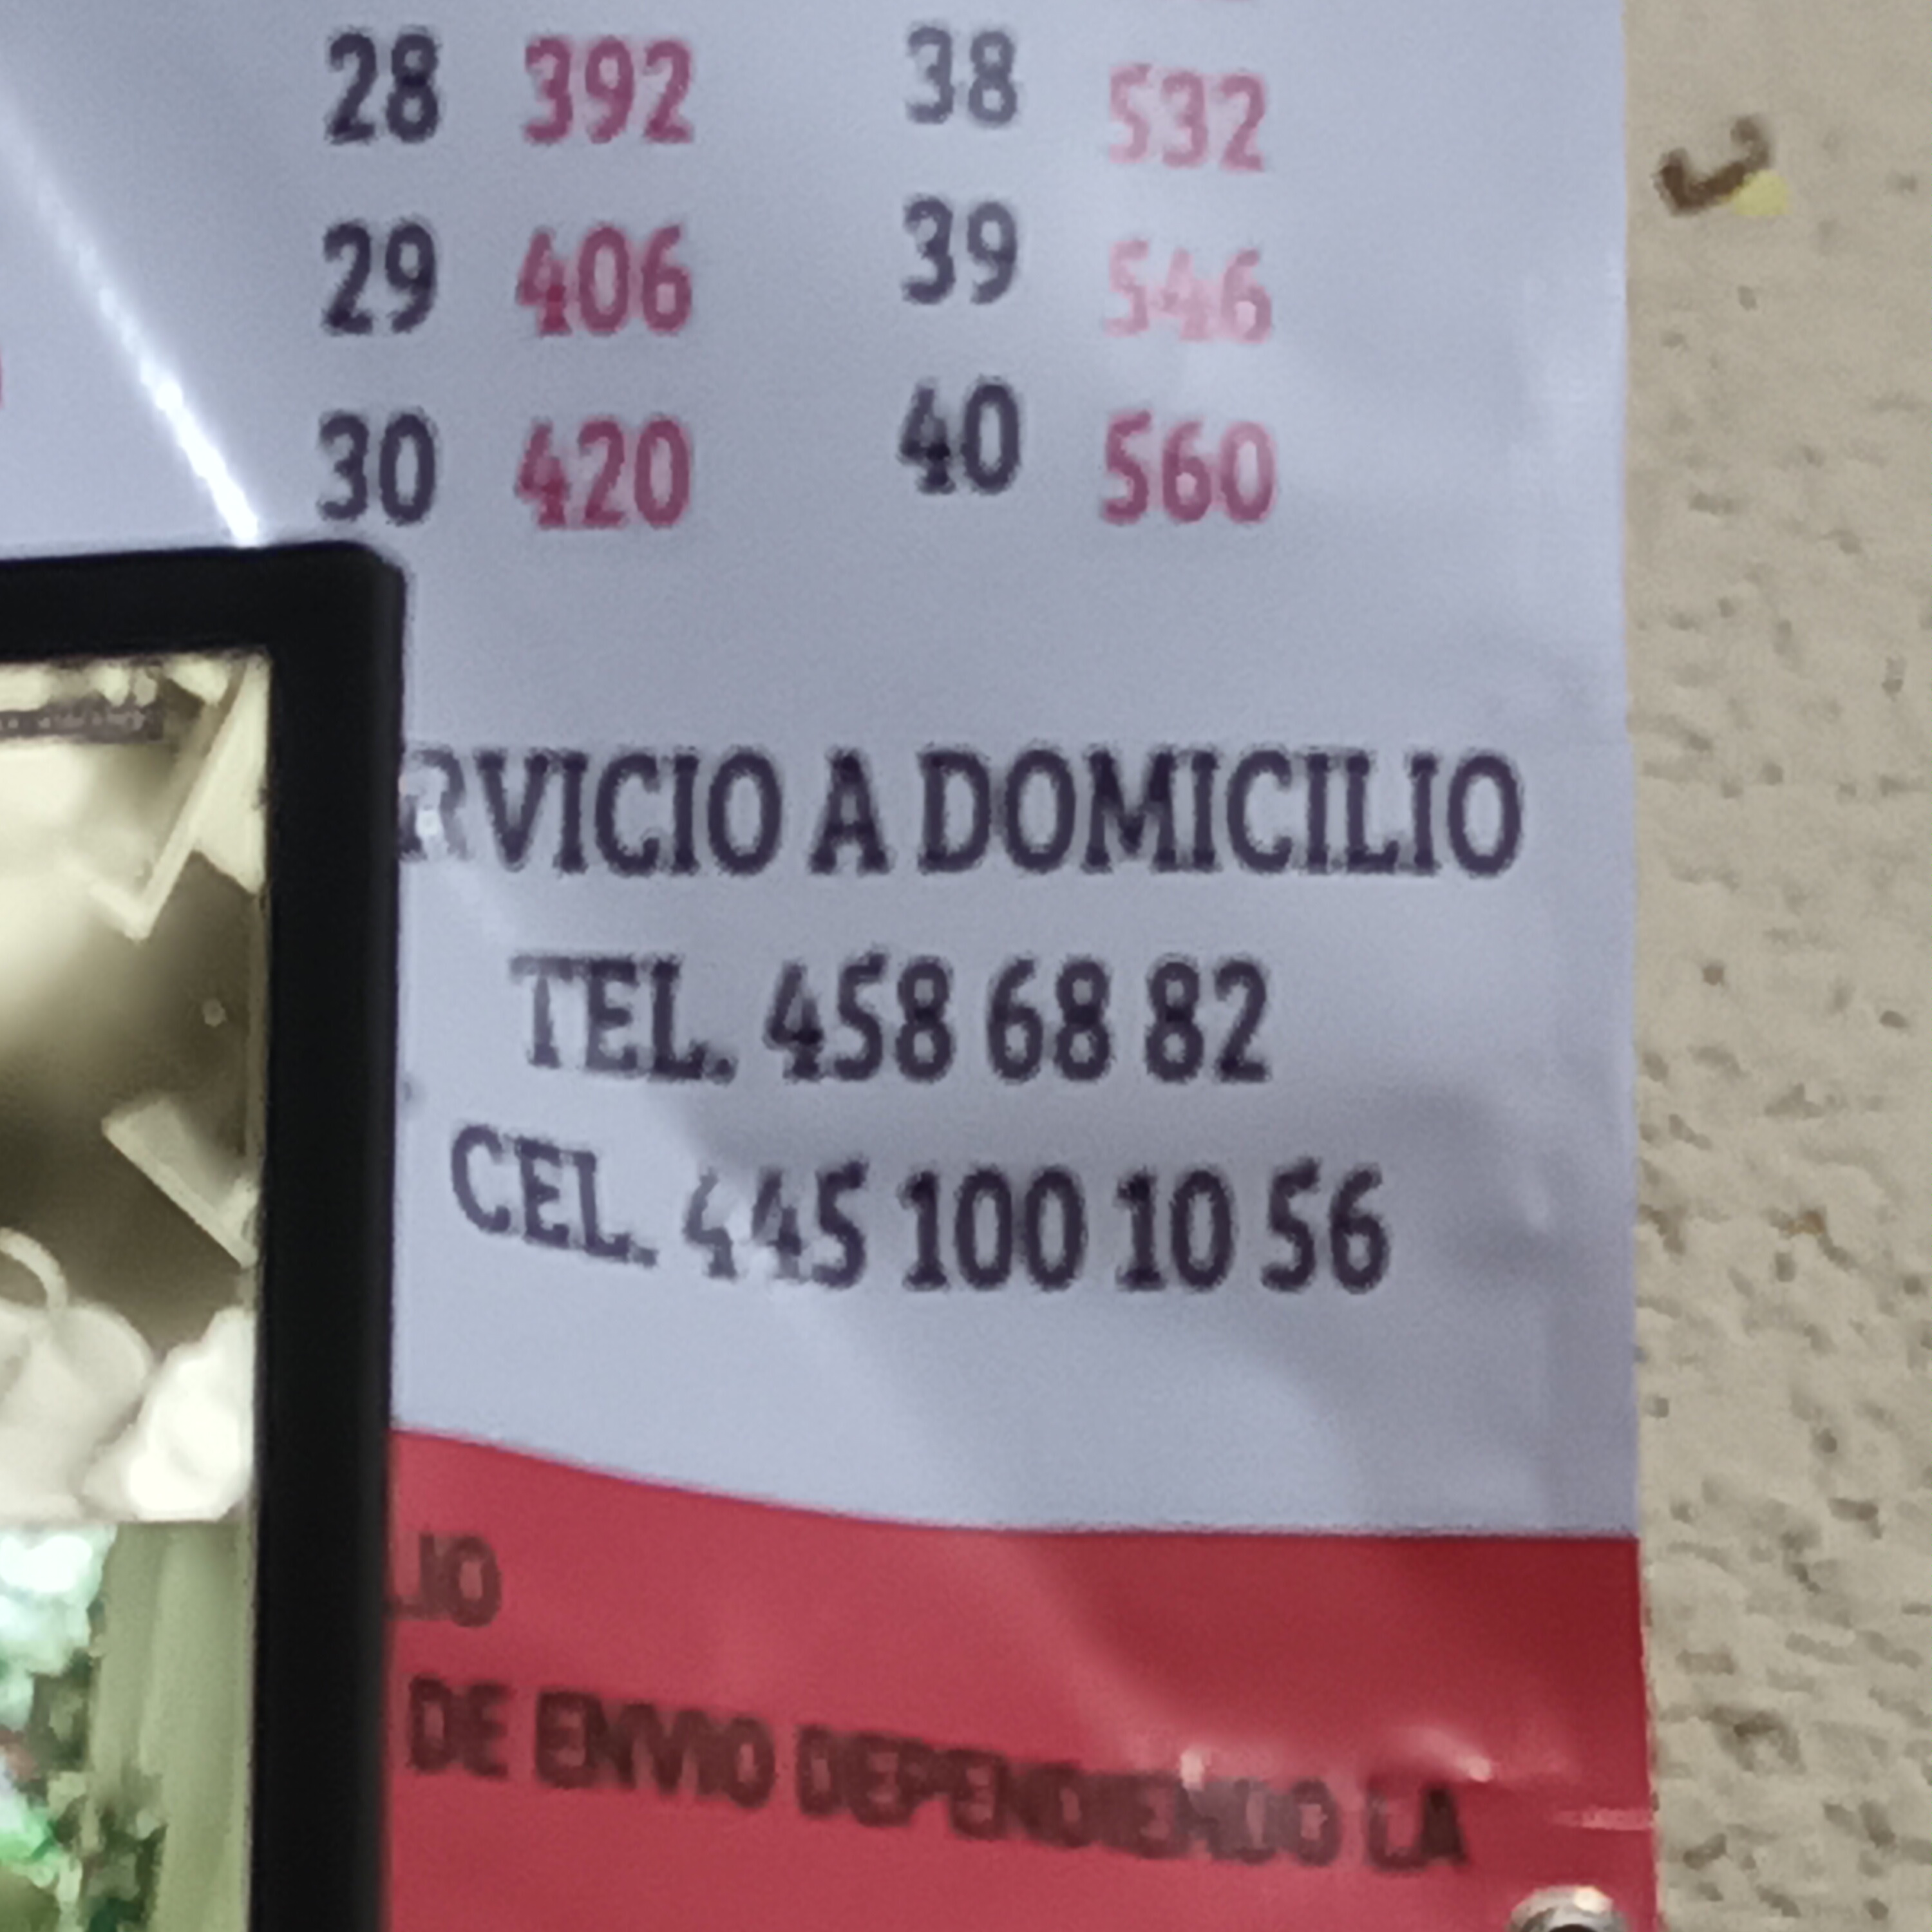 28 392 38 532
29 406 39 546
30 420 40 560
RVICIO A DOMICILIO
TEL. 458 68 82
CEL. 445 100 10 56
LIO
DE ENVIO DEPENDIENDO LA